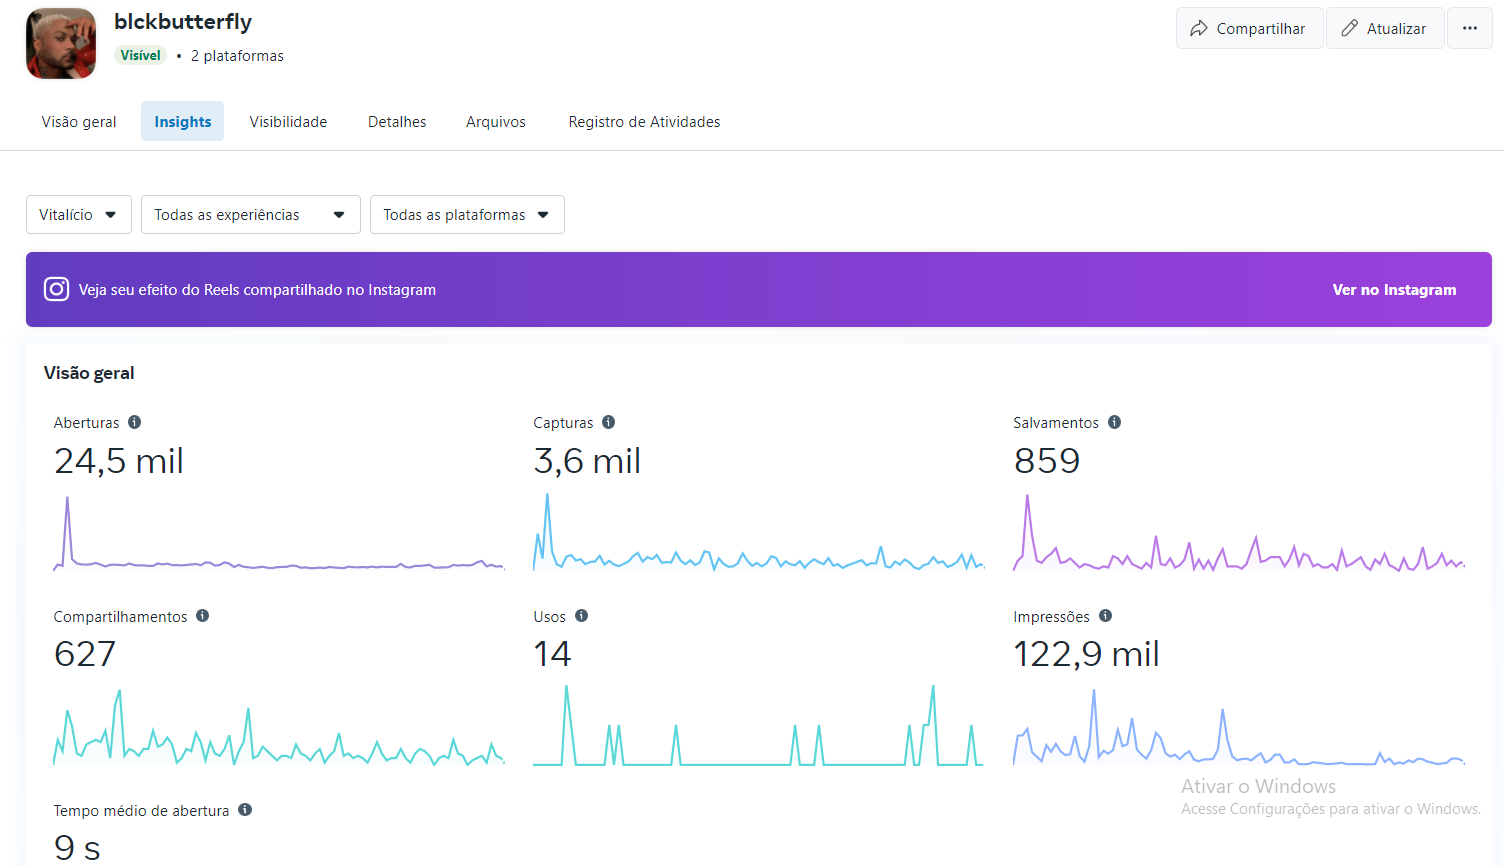 blckbutterfly
Visível • 2 plataformas
Compartilhar
Atualizar
Visão geral
Insights
Visibilidade
Detalhes
Arquivos
Registro de Atividades
Vitalício
Todas as experiências
Todas as plataformas
Veja seu efeito do Reels compartilhado no Instagram
Ver no Instagram
Visão geral
Aberturas
24,5 mil
Capturas
3,6 mil
Salvamentos
859
Compartilhamentos
627
Usos
14
Impressões
122,9 mil
Tempo médio de abertura
9 s
Ativar o Windows
Acesse Configurações para ativar o Windows.